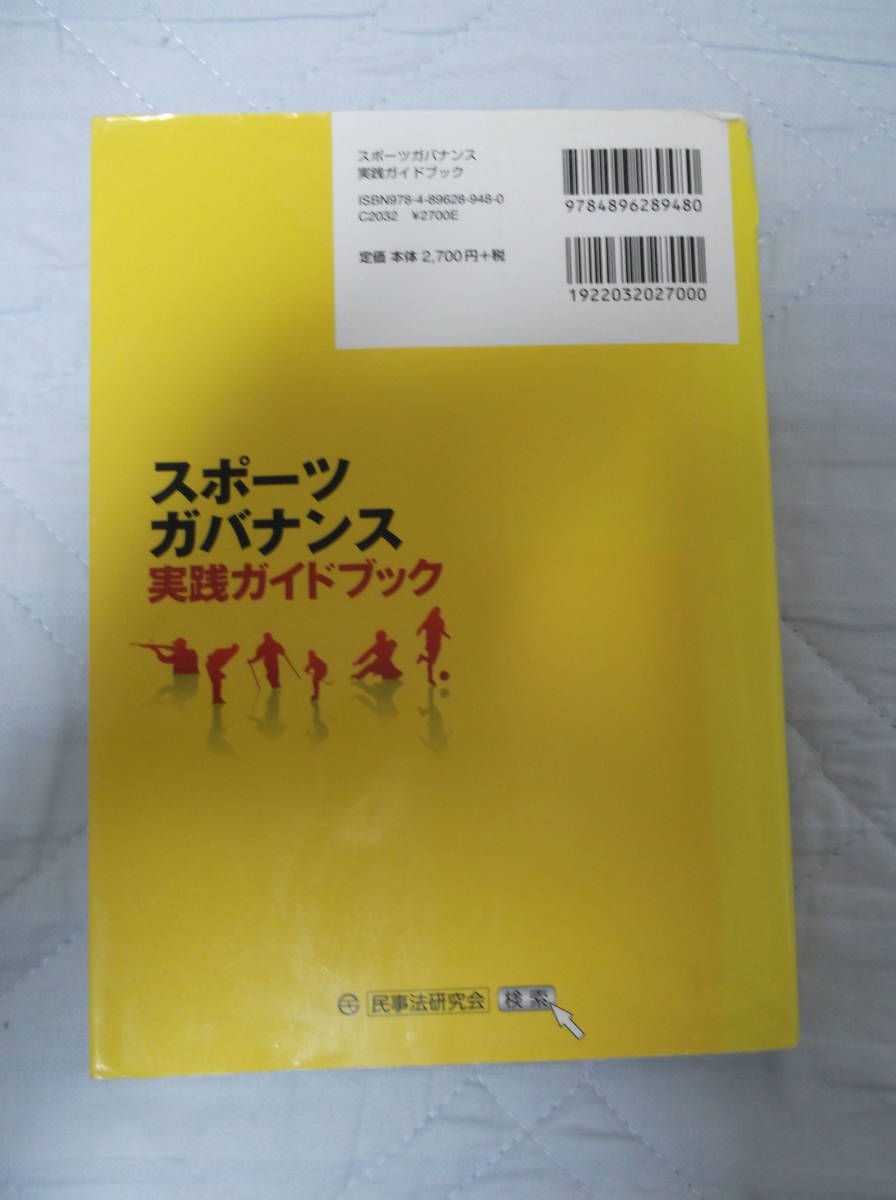 スポーツガバナンス
実践ガイドブック
ISBN978-4-89628-948-0
C2032 ¥2700E
定価 本体 2,700円+税
9784896289480
1922032027000
スポーツ
ガバナンス
実践ガイドブック
民事法研究会 検索